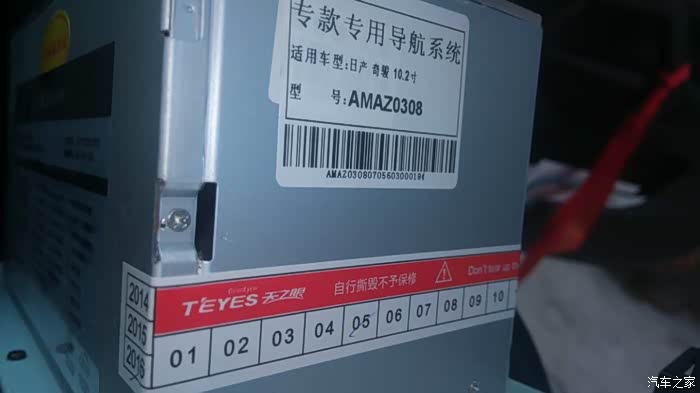 专款专用导航系统
适用车型:日产 奇骏 10.2寸
型 号:AMAZ0308
AMAZ03080705603000194
2014
2015
2016
TEYES 天之眼
自行撕毁不予保修
Don't tear up th
01 02 03 04 05 06 07 08 09 10
汽车之家